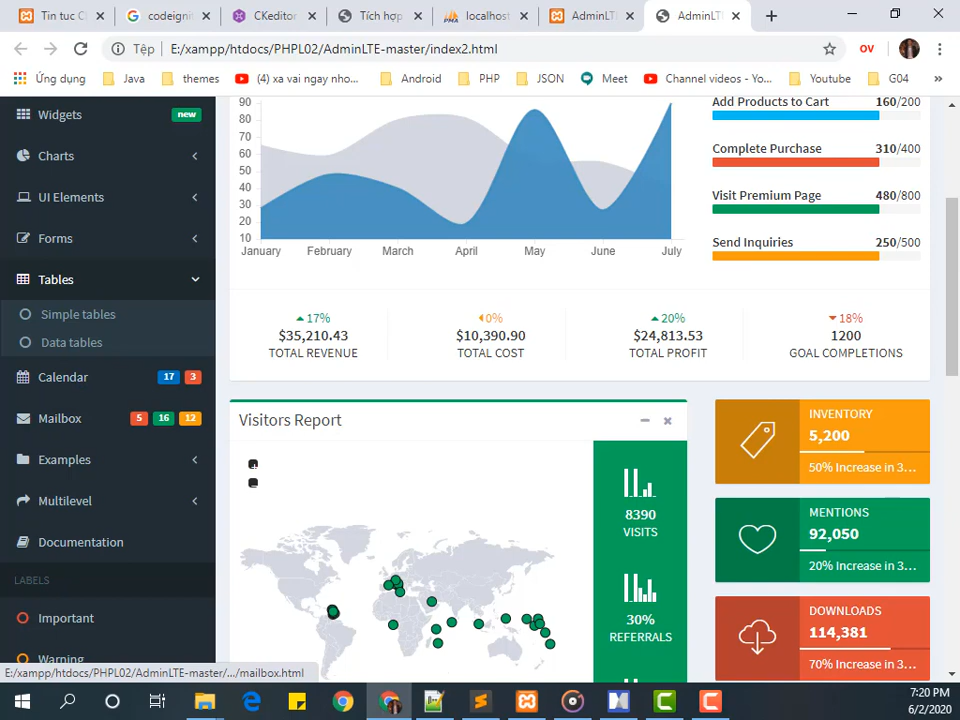 Tin tuc C
codeignit
CKeditor
Tích hợp
localhost
AdminLT
AdminLT
Tệp
E:/xampp/htdocs/PHPL02/AdminLTE-master/index2.html
OV
Ứng dụng
Java
themes
(4) xa vai ngay nho...
Android
PHP
JSON
Meet
Channel videos - Yo...
Youtube
G04
»
Widgets
new
Charts
UI Elements
Forms
Tables
Simple tables
Data tables
Calendar
17
3
Mailbox
5
16
12
Examples
Multilevel
Documentation
LABELS
Important
Warning
90
80
70
60
50
40
30
20
10
January
February
March
April
May
June
July
Add Products to Cart
160/200
Complete Purchase
310/400
Visit Premium Page
480/800
Send Inquiries
250/500
17%
$35,210.43
TOTAL REVENUE
0%
$10,390.90
TOTAL COST
20%
$24,813.53
TOTAL PROFIT
18%
1200
GOAL COMPLETIONS
Visitors Report
8390
VISITS
30%
REFERRALS
INVENTORY
5,200
50% Increase in 3...
MENTIONS
92,050
20% Increase in 3...
DOWNLOADS
114,381
70% Increase in 3...
E:/xampp/htdocs/PHPL02/AdminLTE-master/.../mailbox.html
7:20 PM
6/2/2020